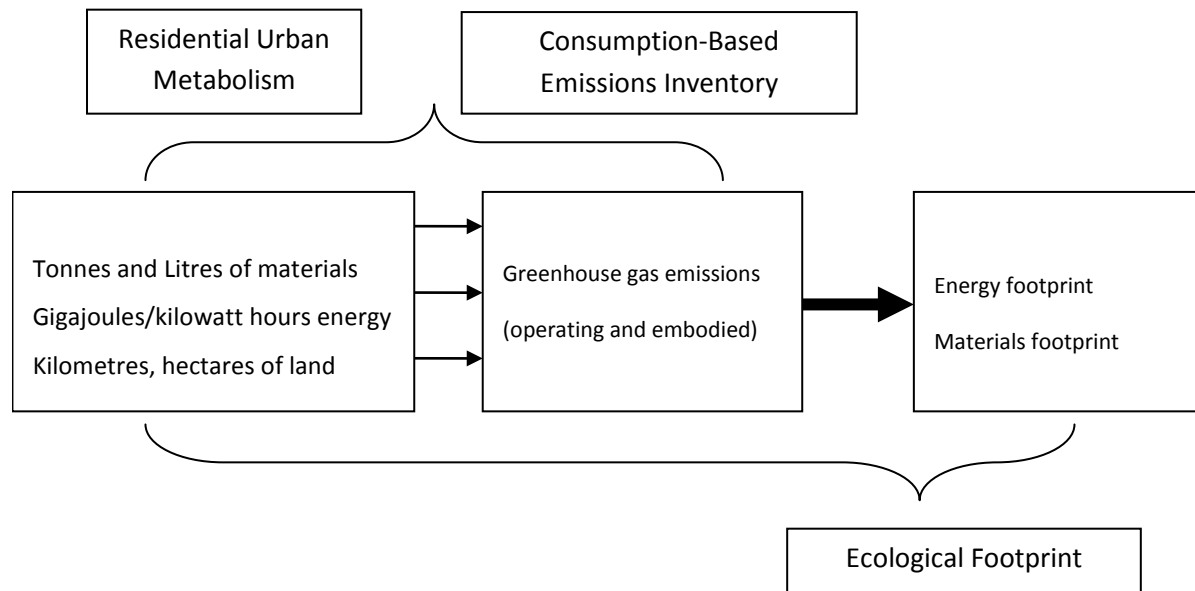 Residential Urban
Metabolism
Consumption-Based
Emissions Inventory
Tonnes and Litres of materials
Gigajoules/kilowatt hours energy
Kilometres, hectares of land
Greenhouse gas emissions
(operating and embodied)
Energy footprint
Materials footprint
Ecological Footprint